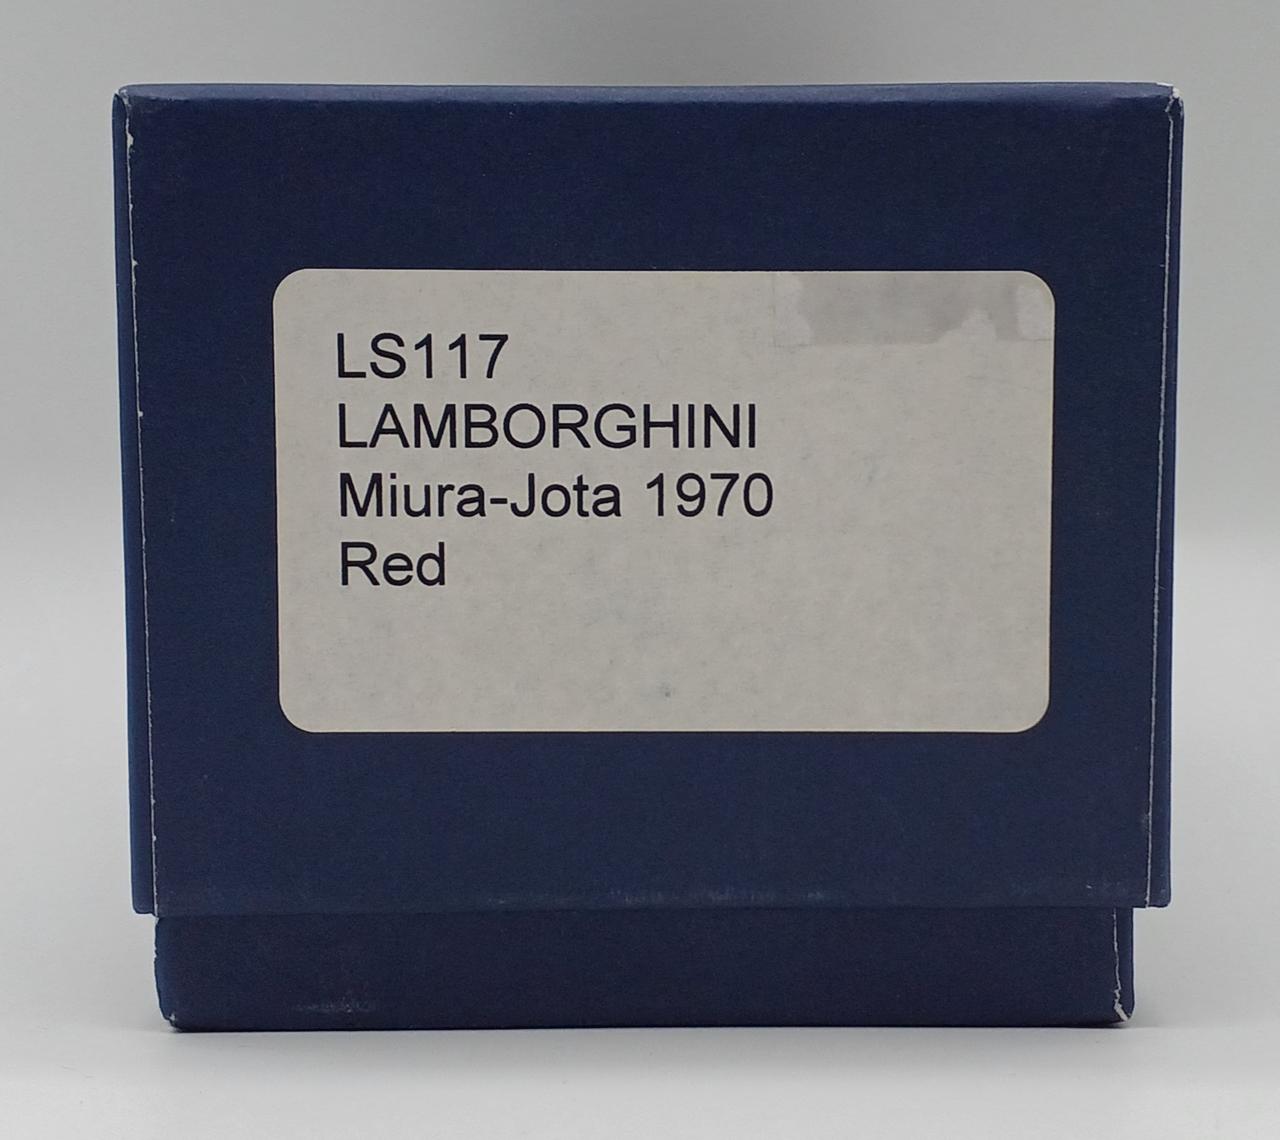 LS117
LAMBORGHINI
Miura-Jota 1970
Red